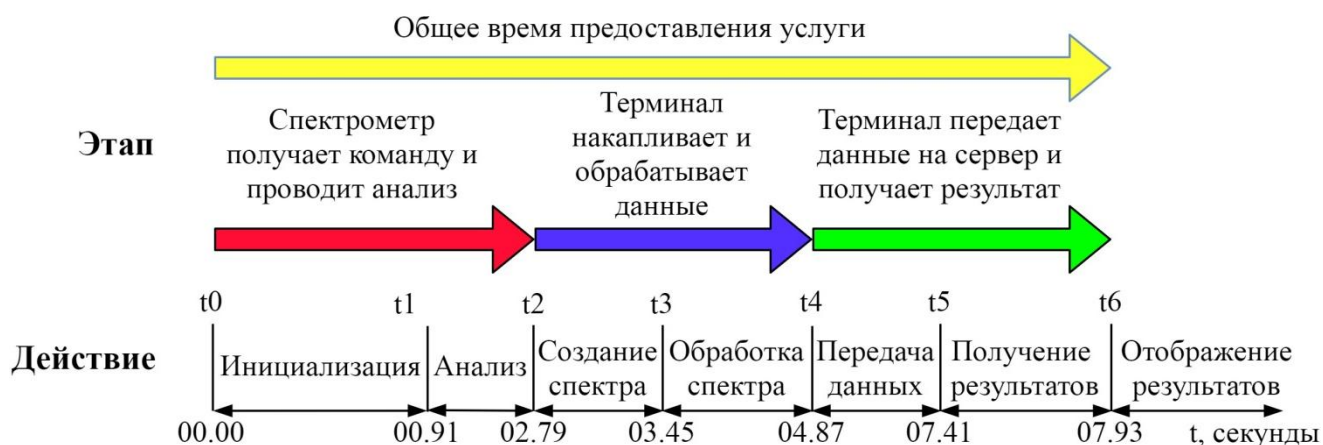 Общее время предоставления услуги
Этап
Спектрометр
получает команду и
проводит анализ
Терминал
накапливает и
обрабатывает
данные
Терминал передает
данные на сервер и
получает результат
t0
t1
t2
t3
t4
t5
t6
Действие
Инициализация
Анализ
Создание
спектра
Обработка
спектра
Передача
данных
Получение
результатов
Отображение
результатов
00.00
00.91
02.79
03.45
04.87
07.41
07.93
t, секунды